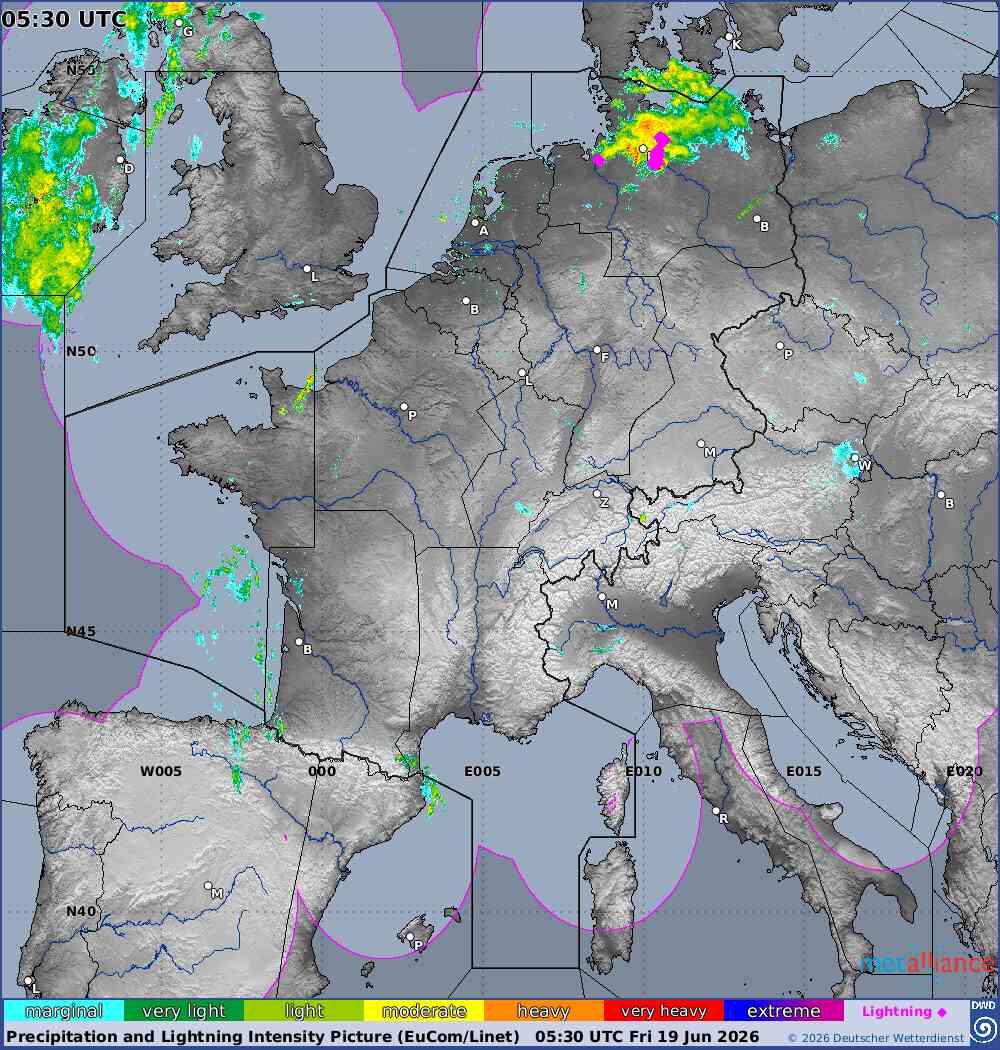 05:30 UTC
G
K
N55
D
A
B
L
B
N50
P
F
L
P
M
W
Z
B
M
N45
B
W005
000
E005
E010
E015
E020
R
M
N40
P
L
metalliance
marginal
very light
light
moderate
heavy
very heavy
extreme
Lightning ◆
DWD
Precipitation and Lightning Intensity Picture (EuCom/Linet) 05:30 UTC Fri 19 Jun 2026
© 2026 Deutscher Wetterdienst